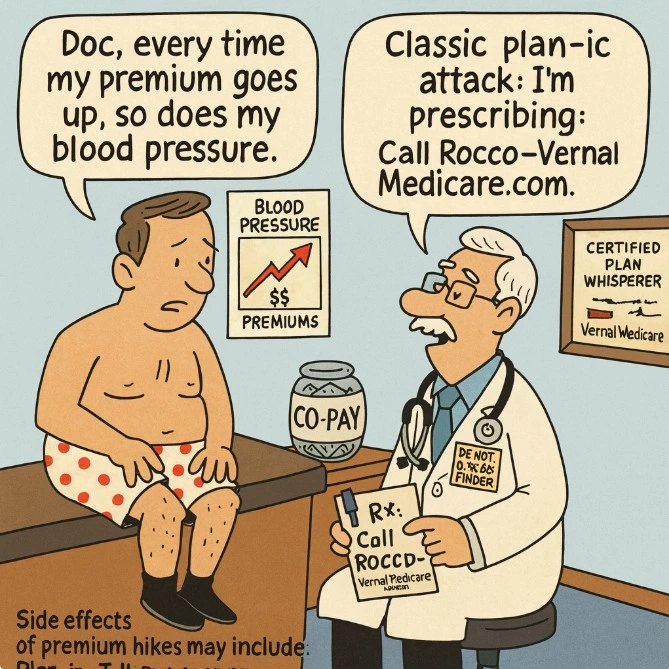 Doc, every time
my premium goes
up, so does my
blood pressure.
Classic plan-ic
attack: I'm
prescribing:
Call Rocco-Vernal
Medicare.com.
BLOOD
PRESSURE
$$
PREMIUMS
CERTIFIED
PLAN
WHISPERER
Vernal Medicare
CO-PAY
DE NOT.
FINDER
Rx:
Call
ROCCD-
Vernal
Side effects
of premium hikes may include: